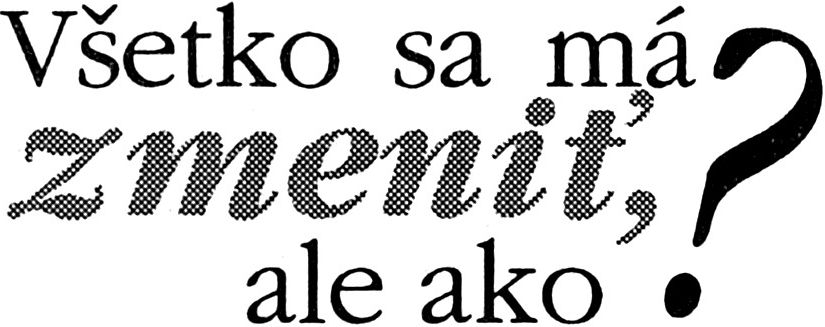 Všetko sa má
zmeniť,
ale ako?